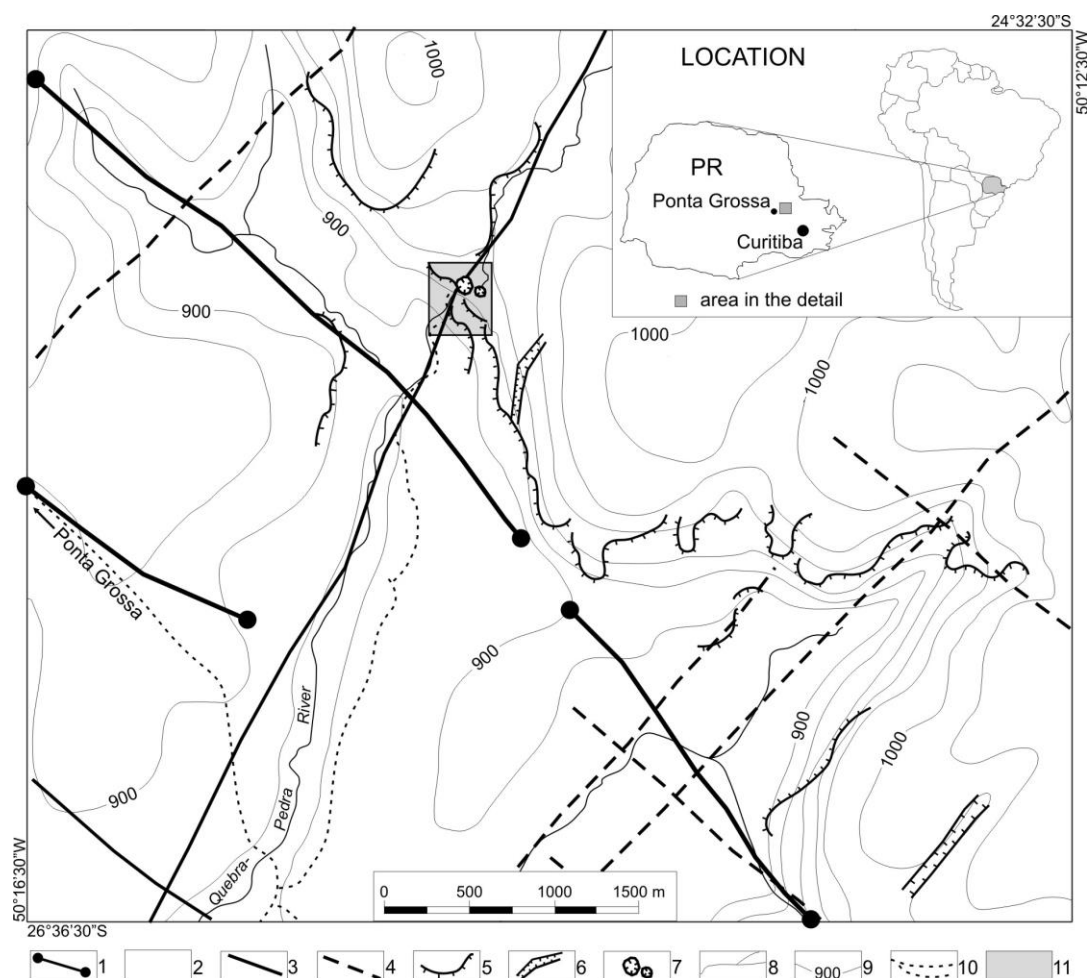 24°32'30"S
50°12'30"W
LOCATION
PR
Ponta Grossa
Curitiba
area in the detail
1000
900
900
1000
1000
Ponta Grossa
900
900
1000
900
River
Pedra
Quebra-
0 500 1000 1500 m
50°16'30"W
26°36'30"S
1 2 3 4 5 6 7 8 900 9 10 11